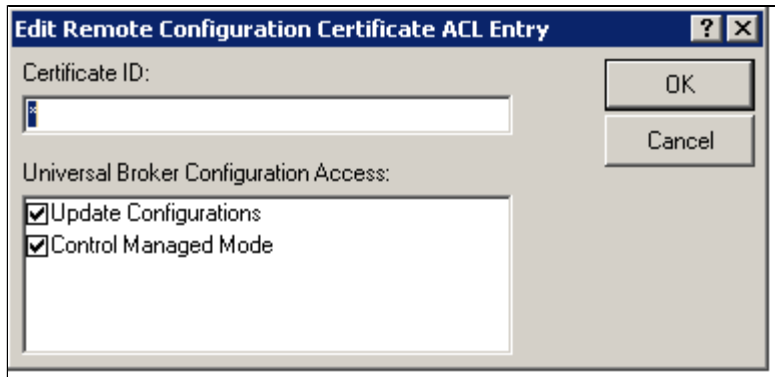 Edit Remote Configuration Certificate ACL Entry
Certificate ID:
OK
*
Cancel
Universal Broker Configuration Access:
Update Configurations
Control Managed Mode